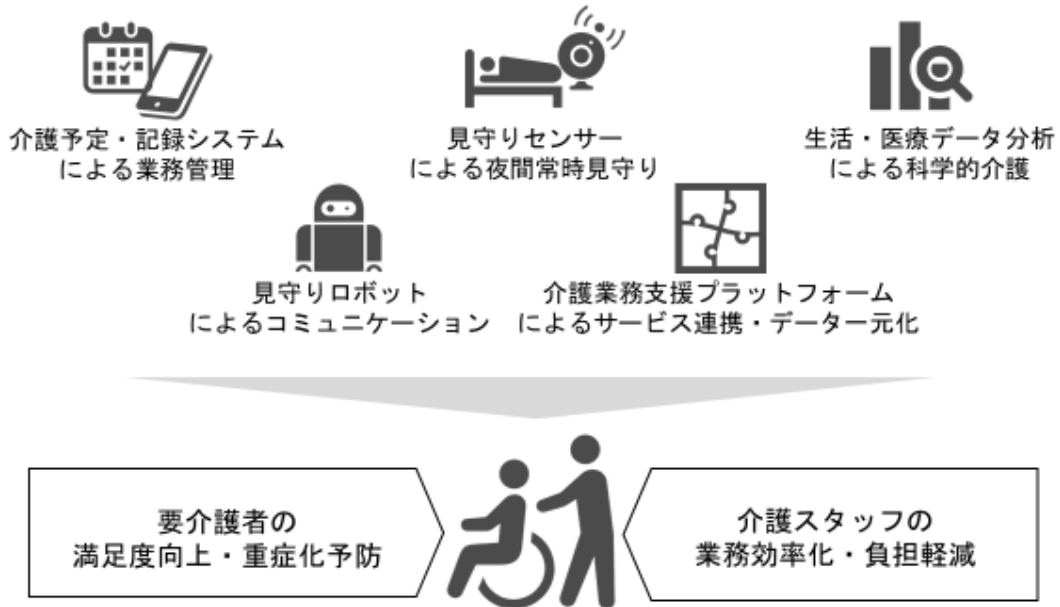 介護予定・記録システム
による業務管理
見守りセンサー
による夜間常時見守り
生活・医療データ分析
による科学的介護
見守りロボット
によるコミュニケーション
介護業務支援プラットフォーム
によるサービス連携・データ一元化
要介護者の
満足度向上・重症化予防
介護スタッフの
業務効率化・負担軽減